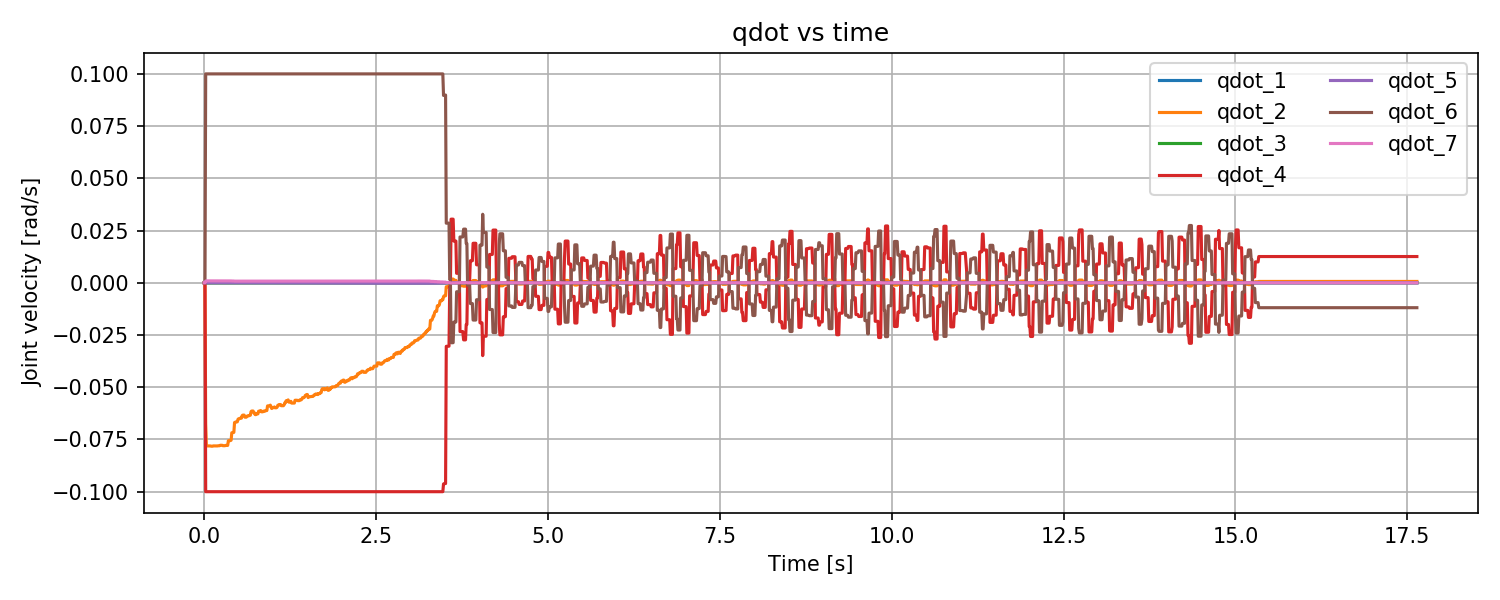 qdot vs time
Joint velocity [rad/s]
0.100
0.075
0.050
0.025
0.000
−0.025
−0.050
−0.075
−0.100
qdot_1
qdot_2
qdot_3
qdot_4
qdot_5
qdot_6
qdot_7
0.0 2.5 5.0 7.5 10.0 12.5 15.0 17.5
Time [s]